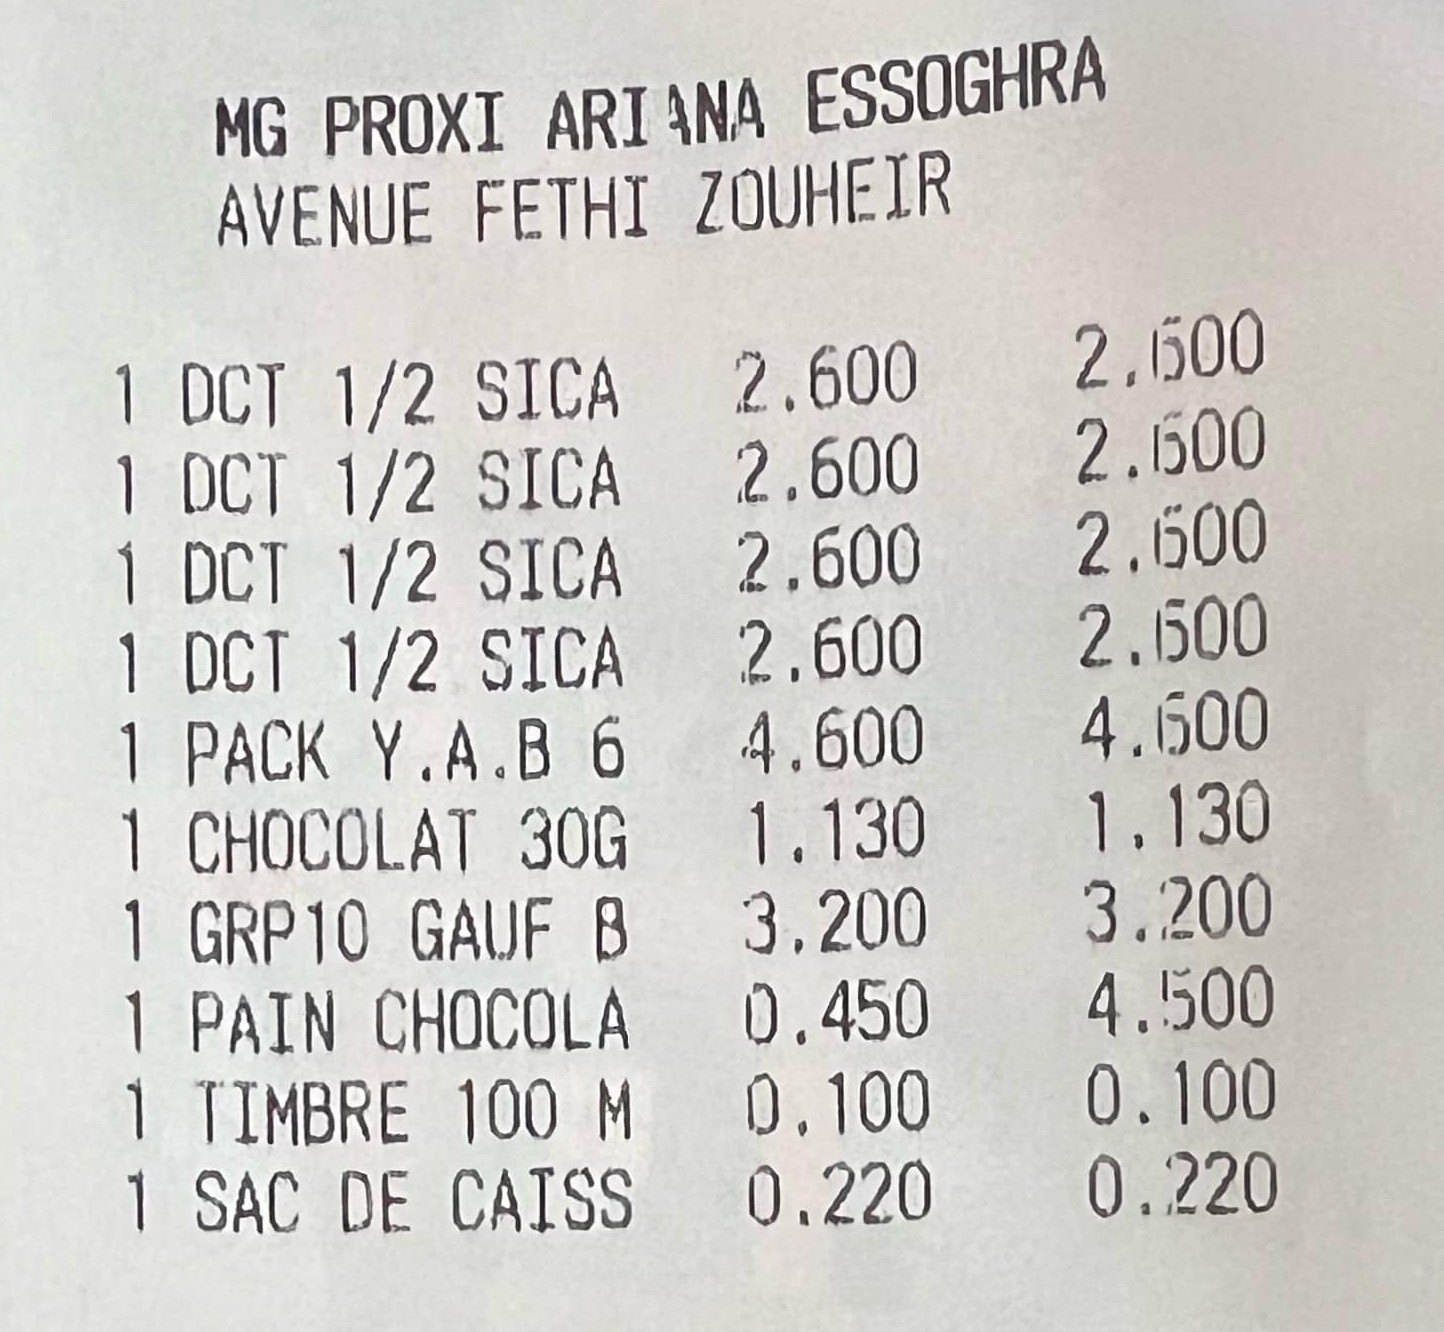 MG PROXI ARIANA ESSOGHRA
AVENUE FETHI ZOUHEIR
1 DCT 1/2 SICA 2.600 2.600
1 DCT 1/2 SICA 2.600 2.600
1 DCT 1/2 SICA 2.600 2.600
1 DCT 1/2 SICA 2.600 2.600
1 PACK Y.A.B 6 4.600 4.600
1 CHOCOLAT 30G 1.130 1.130
1 GRP10 GAUF B 3.200 3.200
1 PAIN CHOCOLA 0.450 4.500
1 TIMBRE 100 M 0.100 0.100
1 SAC DE CAISS 0.220 0.220